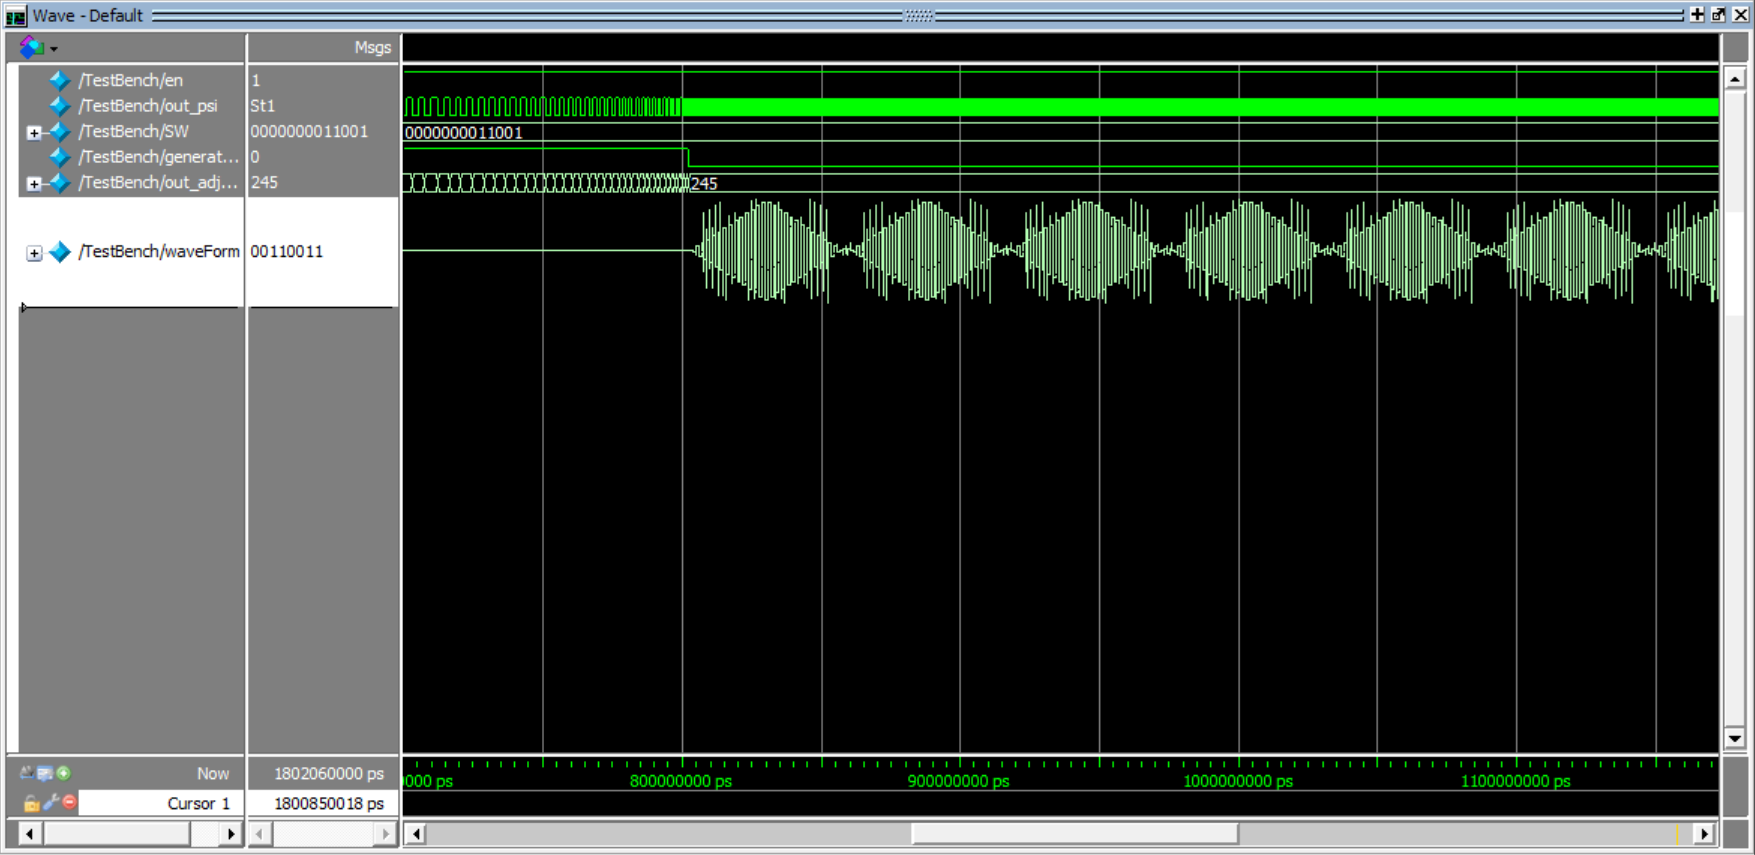 Wave - Default
Msgs
/TestBench/en 1
/TestBench/out_psi St1
/TestBench/SW 0000000011001 0000000011001
/TestBench/generat... 0
/TestBench/out_adj... 245 245
/TestBench/waveForm 00110011
Now 1802060000 ps 0000 ps 800000000 ps 900000000 ps 1000000000 ps 1100000000 ps
Cursor 1 1800850018 ps